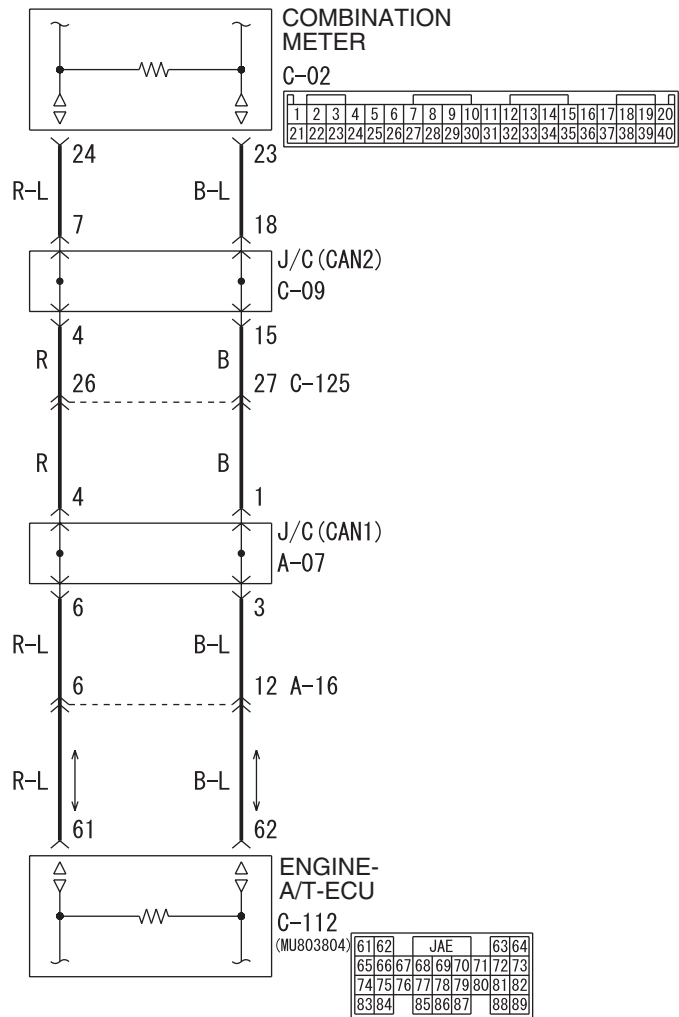 COMBINATION
METER
C-02
1 2 3 4 5 6 7 8 9 10 11 12 13 14 15 16 17 18 19 20
21 22 23 24 25 26 27 28 29 30 31 32 33 34 35 36 37 38 39 40
24 23
R-L B-L
7 18
J/C(CAN2)
C-09
4 15
R B
26 27 C-125
R B
4 1
J/C(CAN1)
A-07
6 3
R-L B-L
6 12 A-16
R-L B-L
61 62
ENGINE-
A/T-ECU
C-112
(MU803804)
61 62 JAE 63 64
65 66 67 68 69 70 71 72 73
74 75 76 77 78 79 80 81 82
83 84 85 86 87 88 89